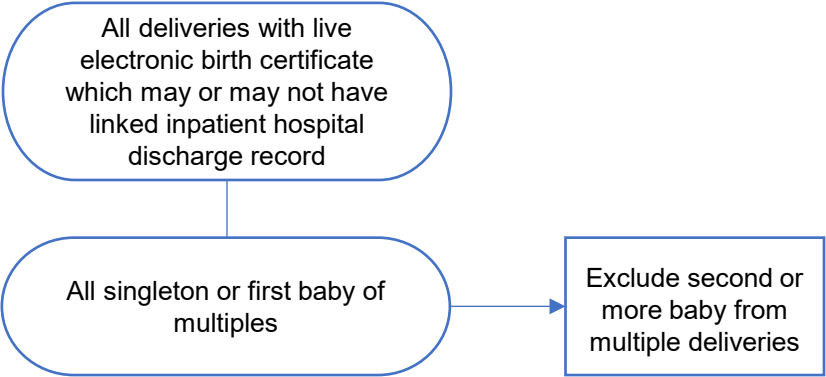 All deliveries with live
electronic birth certificate
which may or may not have
linked inpatient hospital
discharge record
All singleton or first baby of
multiples
Exclude second or
more baby from
multiple deliveries